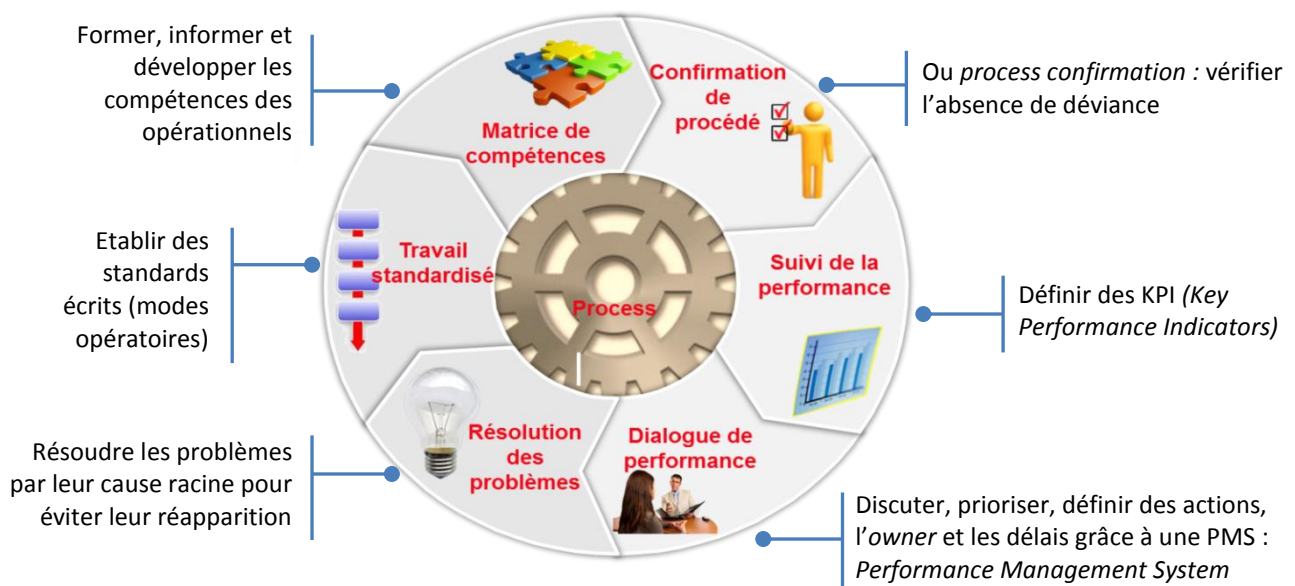 Former, informer et
développer les
compétences des
opérationnels
Matrice de
compétences
Confirmation
de
procédé
Ou process confirmation : vérifier
l’absence de déviance
Etablir des
standards
écrits (modes
opératoires)
Travail
standardisé
Process
Suivi de la
performance
Définir des KPI (Key
Performance Indicators)
Résoudre les problèmes
par leur cause racine pour
éviter leur réapparition
Résolution
des
problèmes
Dialogue de
performance
Discuter, prioriser, définir des actions,
l’owner et les délais grâce à une PMS :
Performance Management System